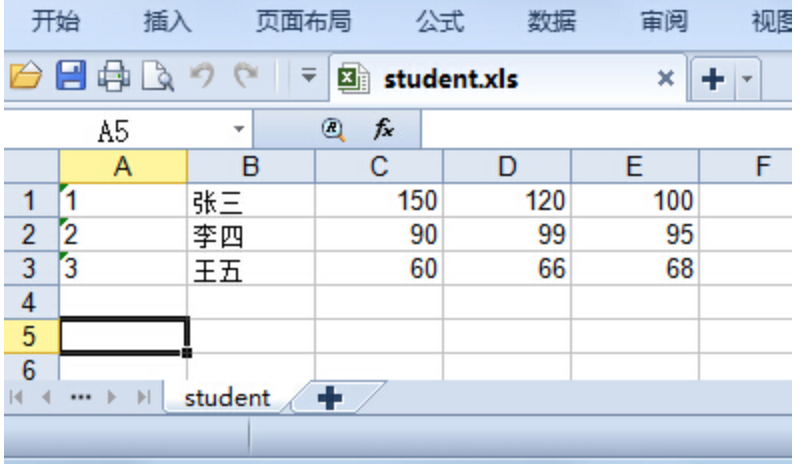 开始 插入 页面布局 公式 数据 审阅 视图
student.xls
A5 fx
A B C D E F
1 1 张三 150 120 100
2 2 李四 90 99 95
3 3 王五 60 66 68
4
5
6
student